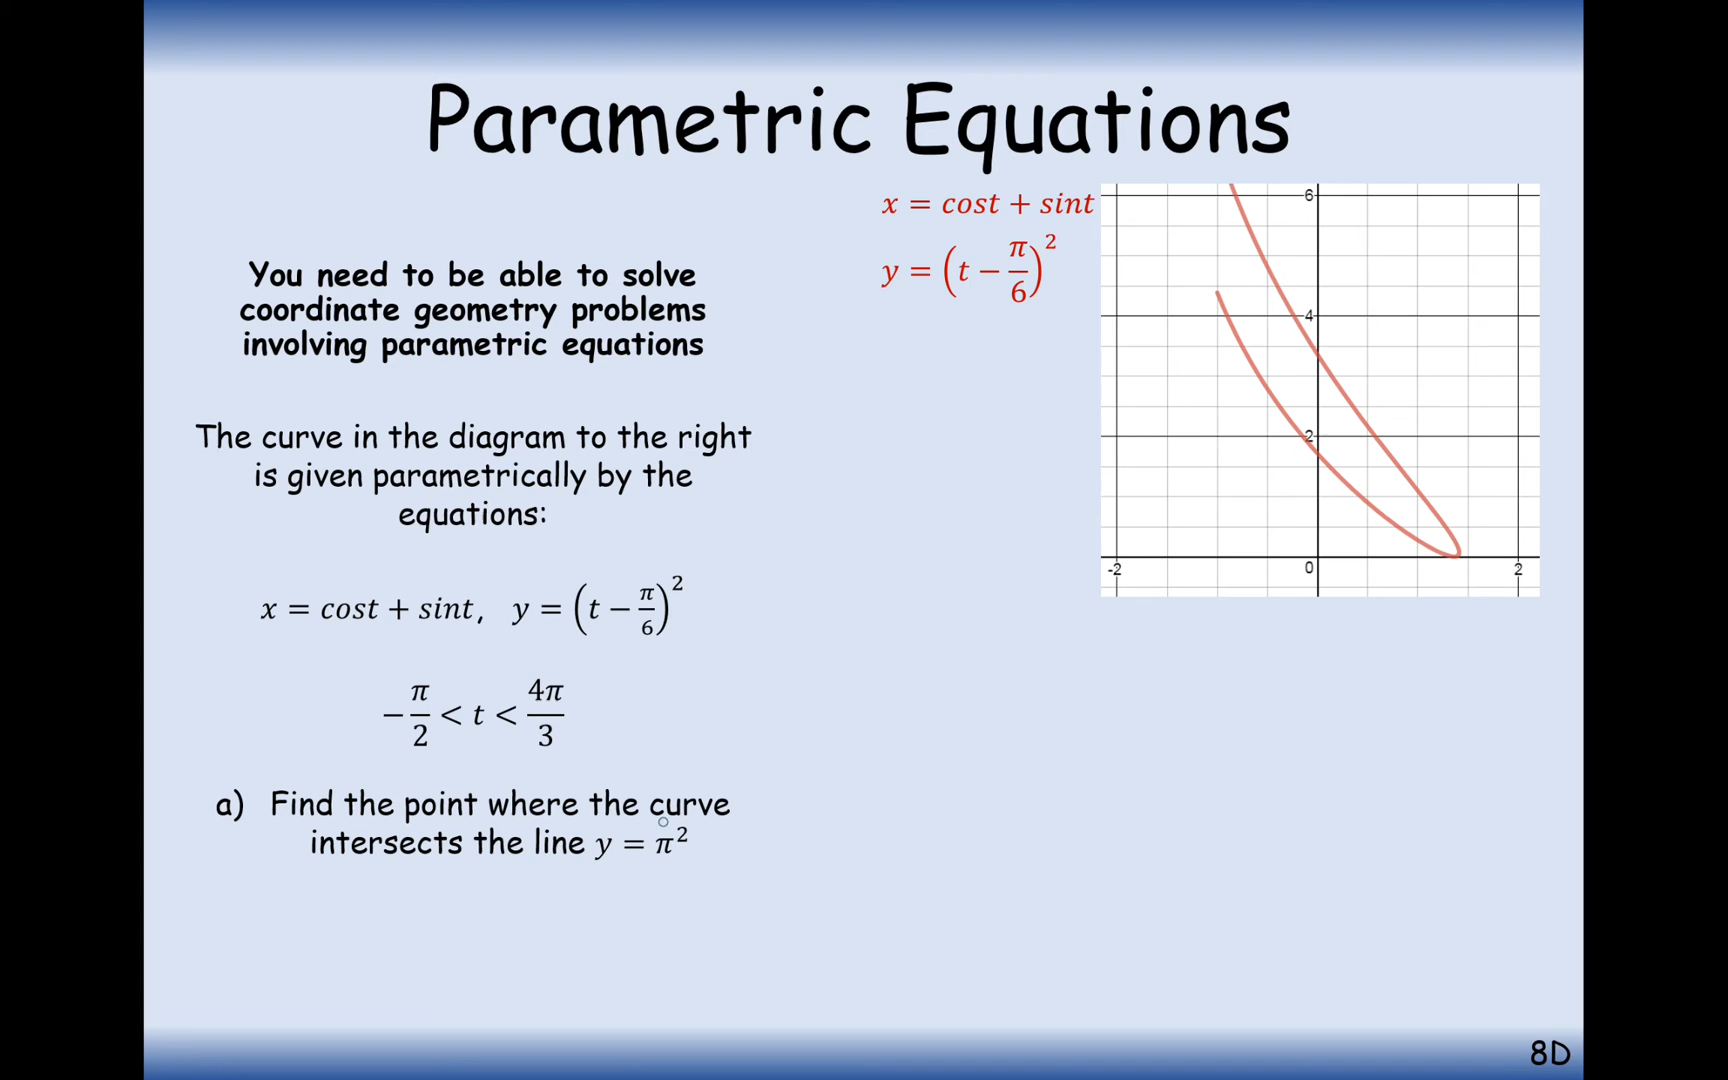 Parametric Equations
You need to be able to solve
coordinate geometry problems
involving parametric equations
The curve in the diagram to the right
is given parametrically by the
equations:
x = cost + sint, y = (t − π/6)²
−π/2 < t < 4π/3
a) Find the point where the curve
intersects the line y = π²
x = cost + sint
y = (t − π/6)²
6
4
2
-2 0 2
8D